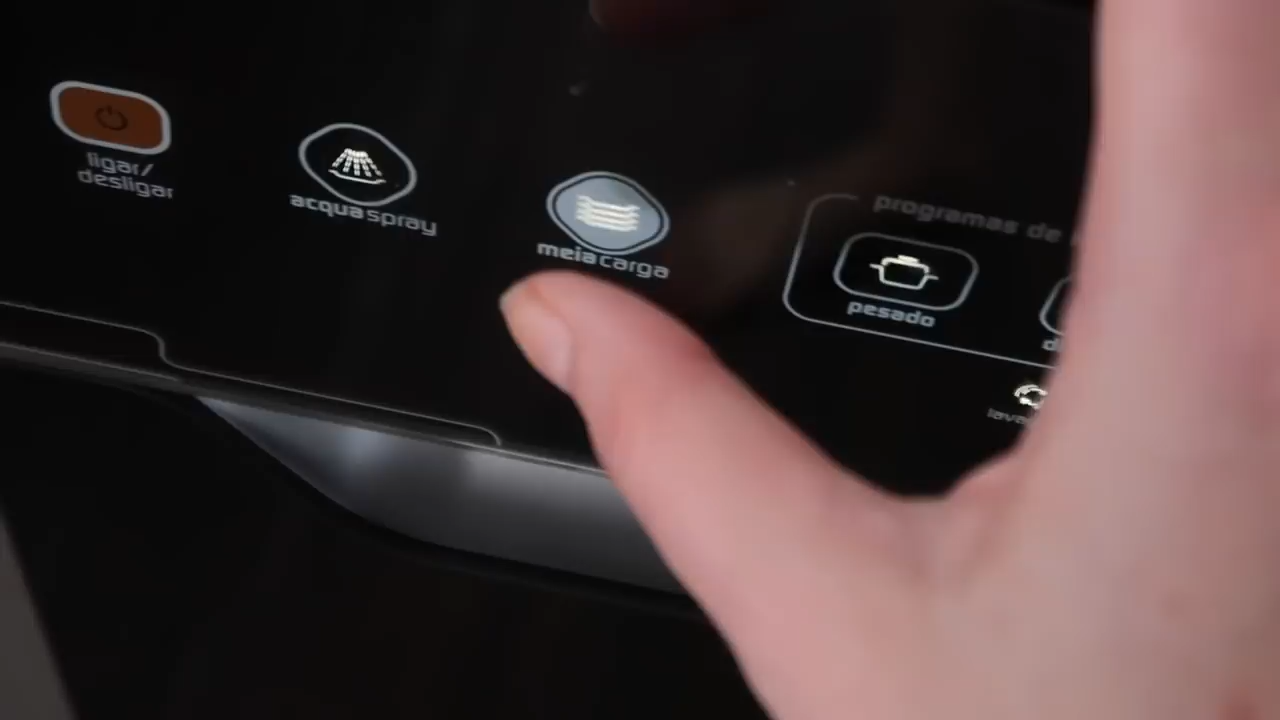 ligar/
desligar
acqua spray
meia carga
programas de
pesado